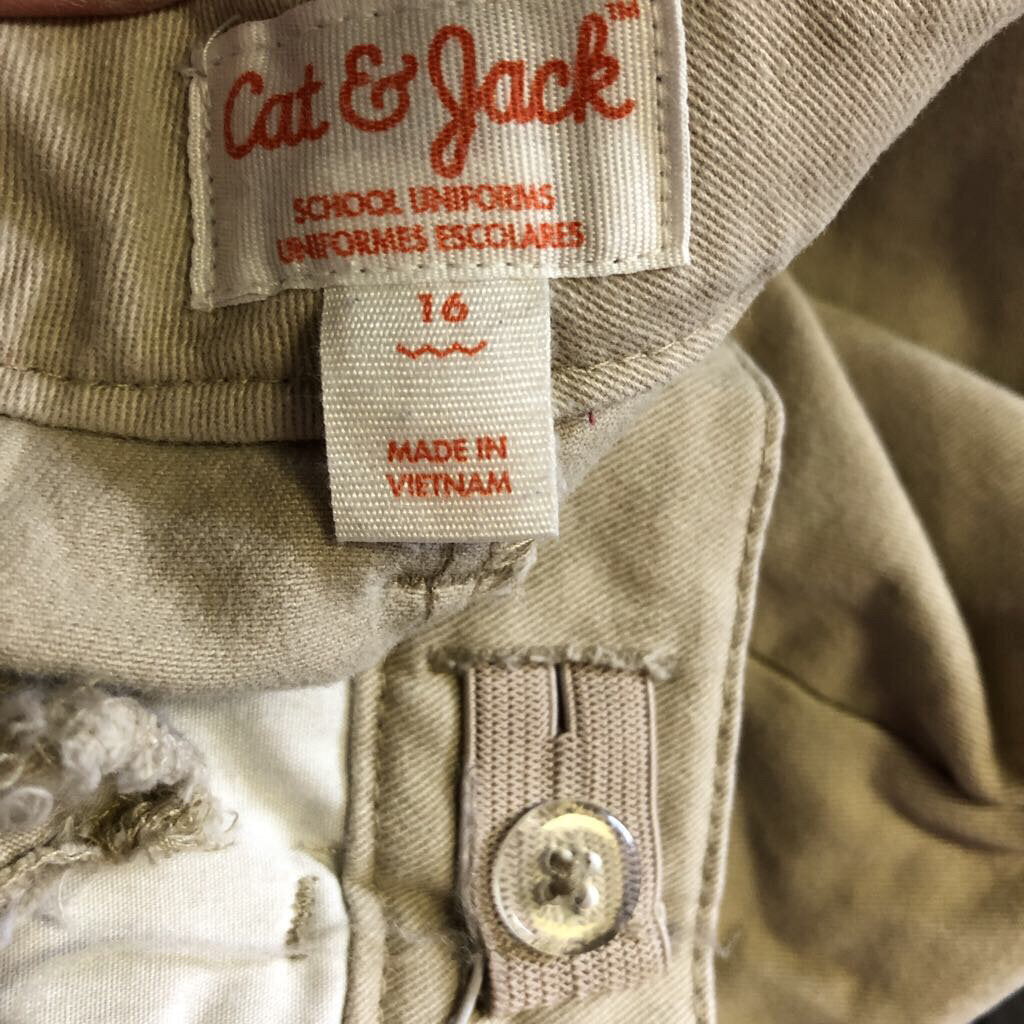 Cat & Jack™
SCHOOL UNIFORMS
UNIFORMES ESCOLARES
16
MADE IN
VIETNAM